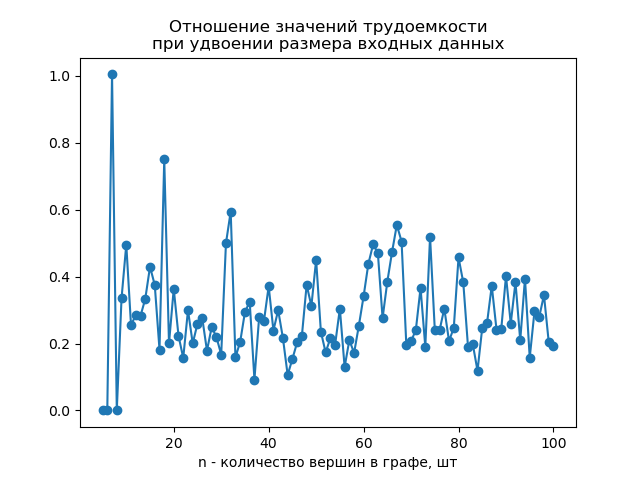 Отношение значений трудоемкости
при удвоении размера входных данных
1.0
0.8
0.6
0.4
0.2
0.0
20 40 60 80 100
n - количество вершин в графе, шт